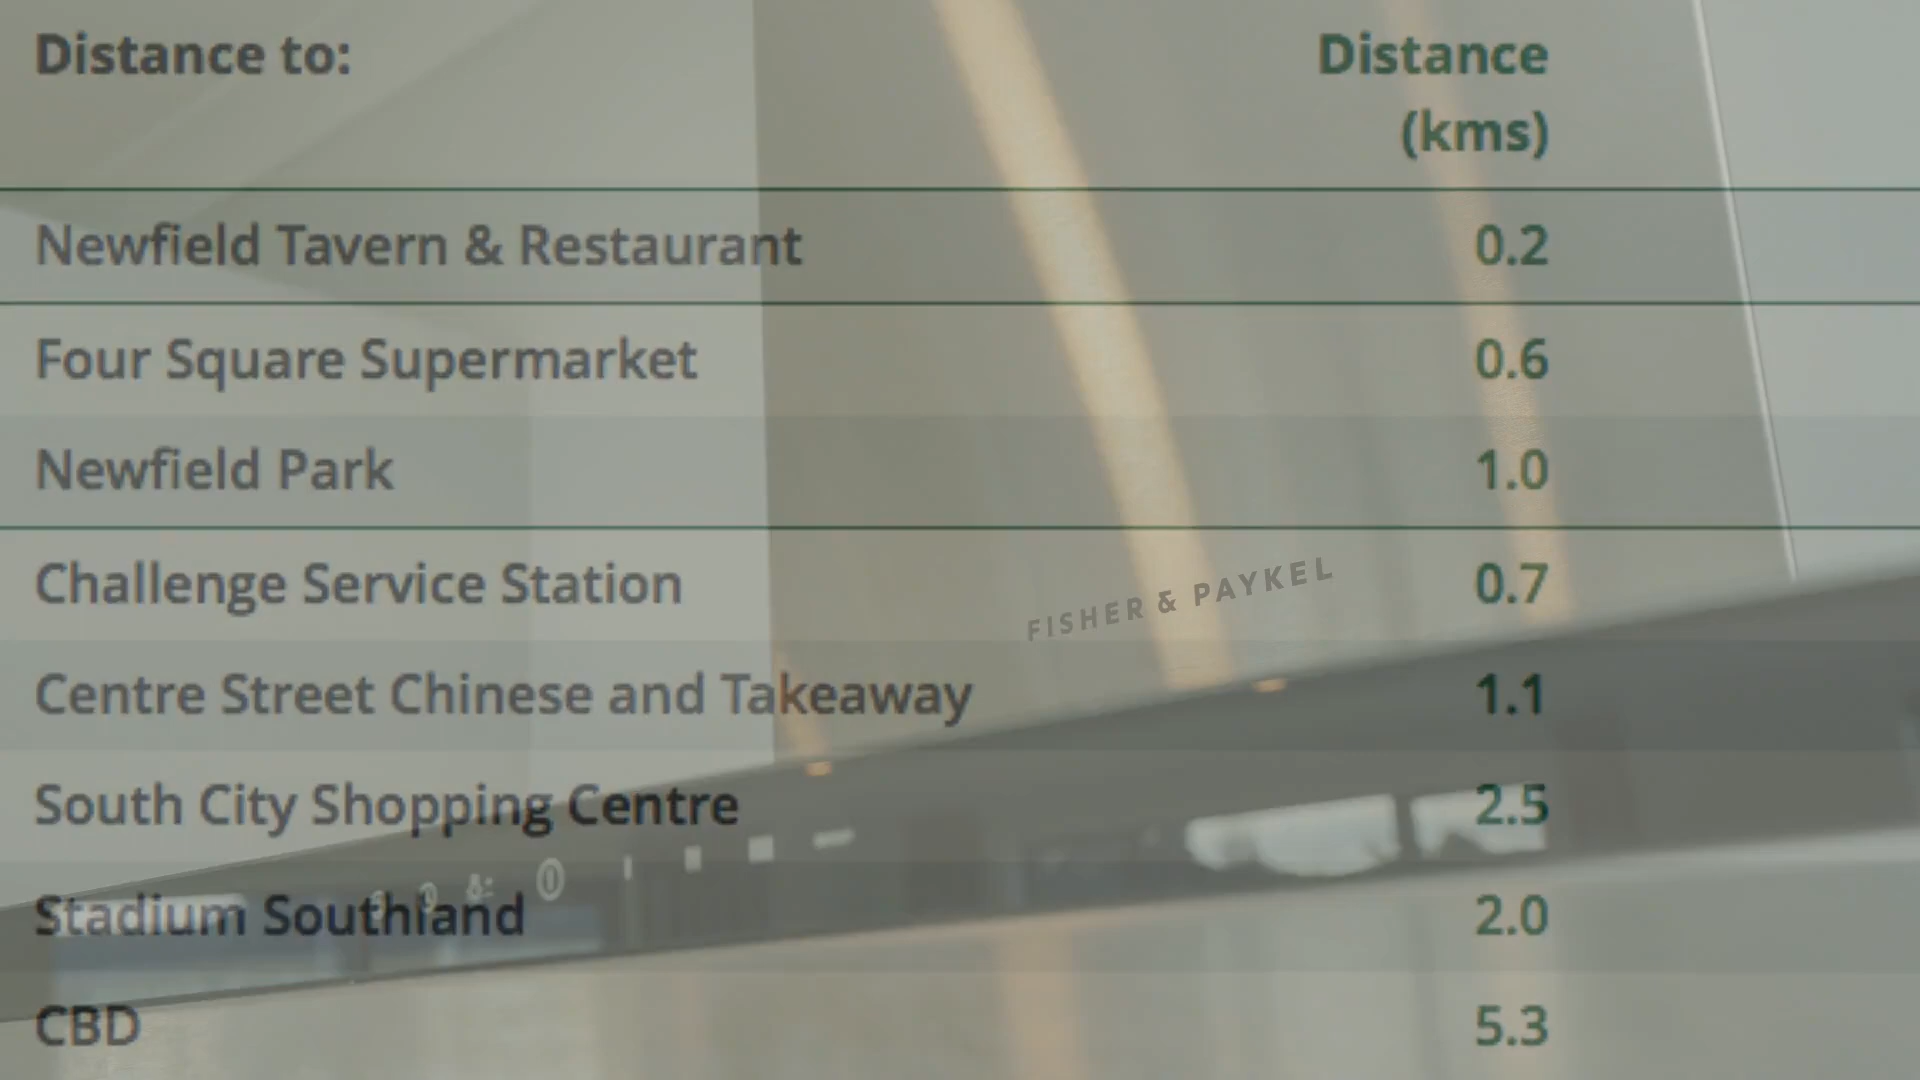 Distance to: Distance
(kms)
Newfield Tavern & Restaurant 0.2
Four Square Supermarket 0.6
Newfield Park 1.0
Challenge Service Station 0.7
FISHER & PAYKEL
Centre Street Chinese and Takeaway 1.1
South City Shopping Centre 2.5
Stadium Southland 2.0
CBD 5.3